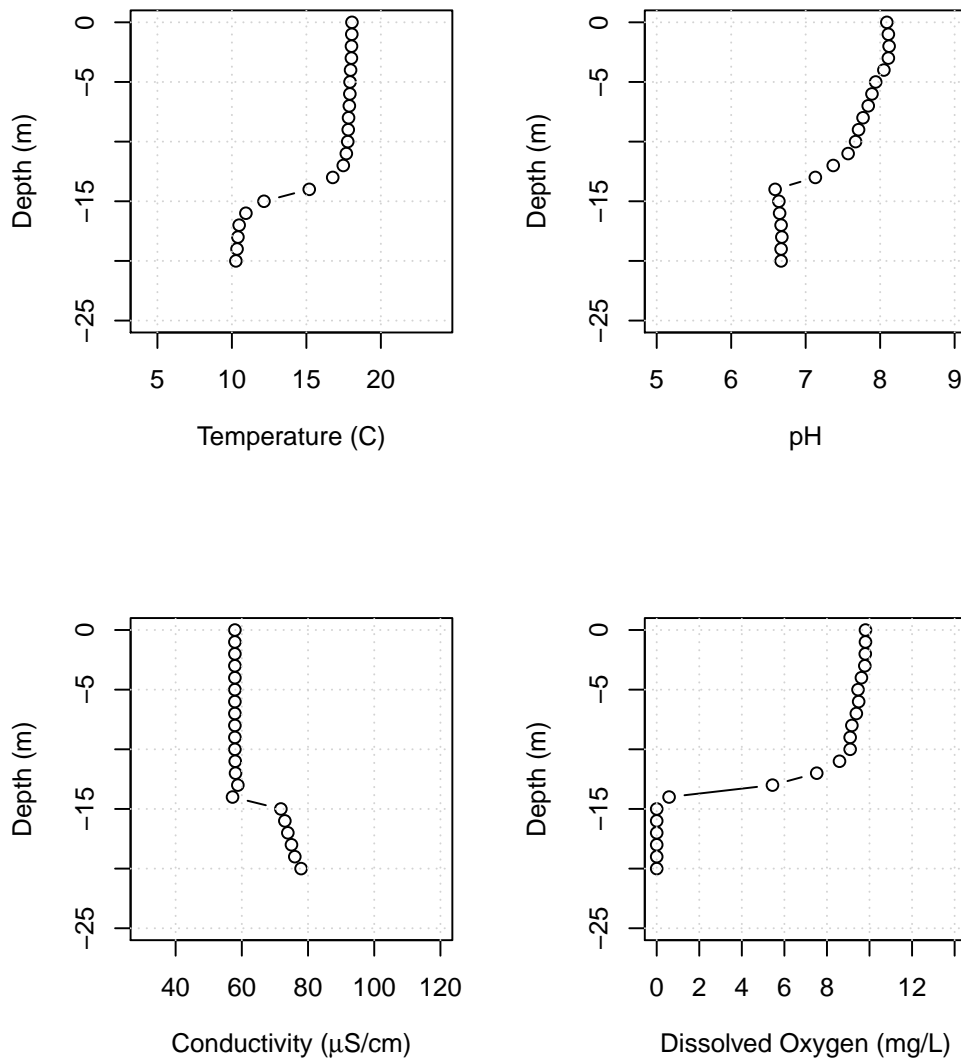 0
−5
−15
−25
Depth (m)
5 10 15 20
Temperature (C)
0
−5
−15
−25
Depth (m)
5 6 7 8 9
pH
0
−5
−15
−25
Depth (m)
40 60 80 100 120
Conductivity (μS/cm)
0
−5
−15
−25
Depth (m)
0 2 4 6 8 12
Dissolved Oxygen (mg/L)